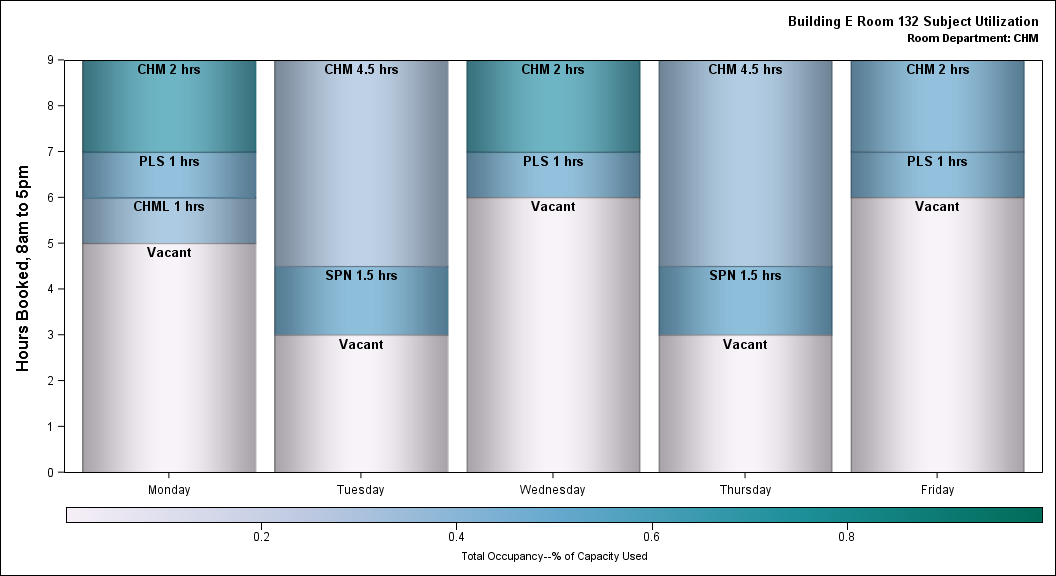 Building E Room 132 Subject Utilization
Room Department: CHM
Hours Booked, 8am to 5pm
9
8
7
6
5
4
3
2
1
0
CHM 2 hrs
PLS 1 hrs
CHML 1 hrs
Vacant
CHM 4.5 hrs
SPN 1.5 hrs
Vacant
CHM 2 hrs
PLS 1 hrs
Vacant
CHM 4.5 hrs
SPN 1.5 hrs
Vacant
CHM 2 hrs
PLS 1 hrs
Vacant
Monday Tuesday Wednesday Thursday Friday
0.2 0.4 0.6 0.8
Total Occupancy--% of Capacity Used